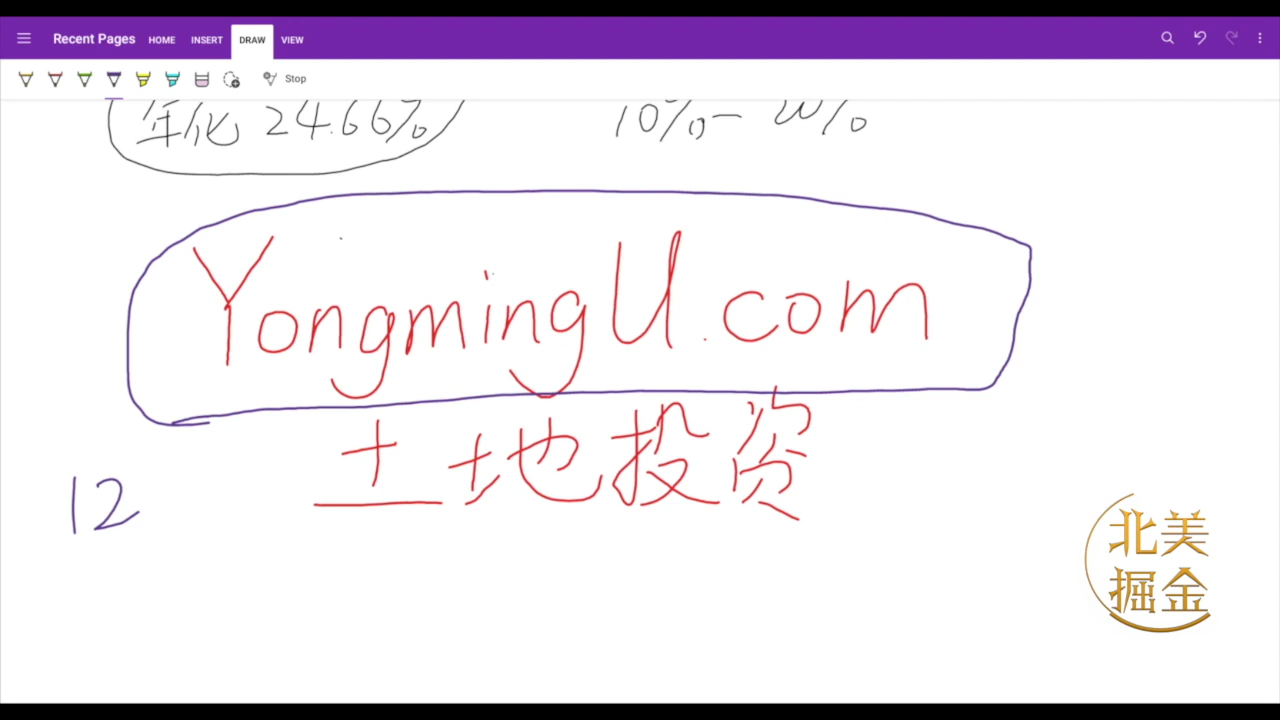 Recent Pages HOME INSERT DRAW VIEW
Stop
年化 24.66% 10%-20%
YongmingU.com
土地投资
12
北美
掘金